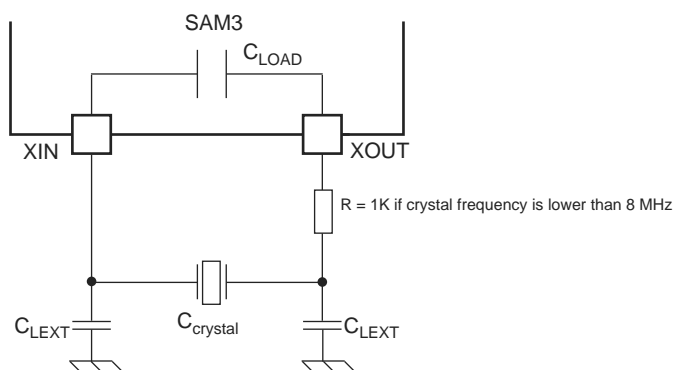 SAM3
CLOAD
XIN
XOUT
R = 1K if crystal frequency is lower than 8 MHz
CLEXT
Ccrystal
CLEXT